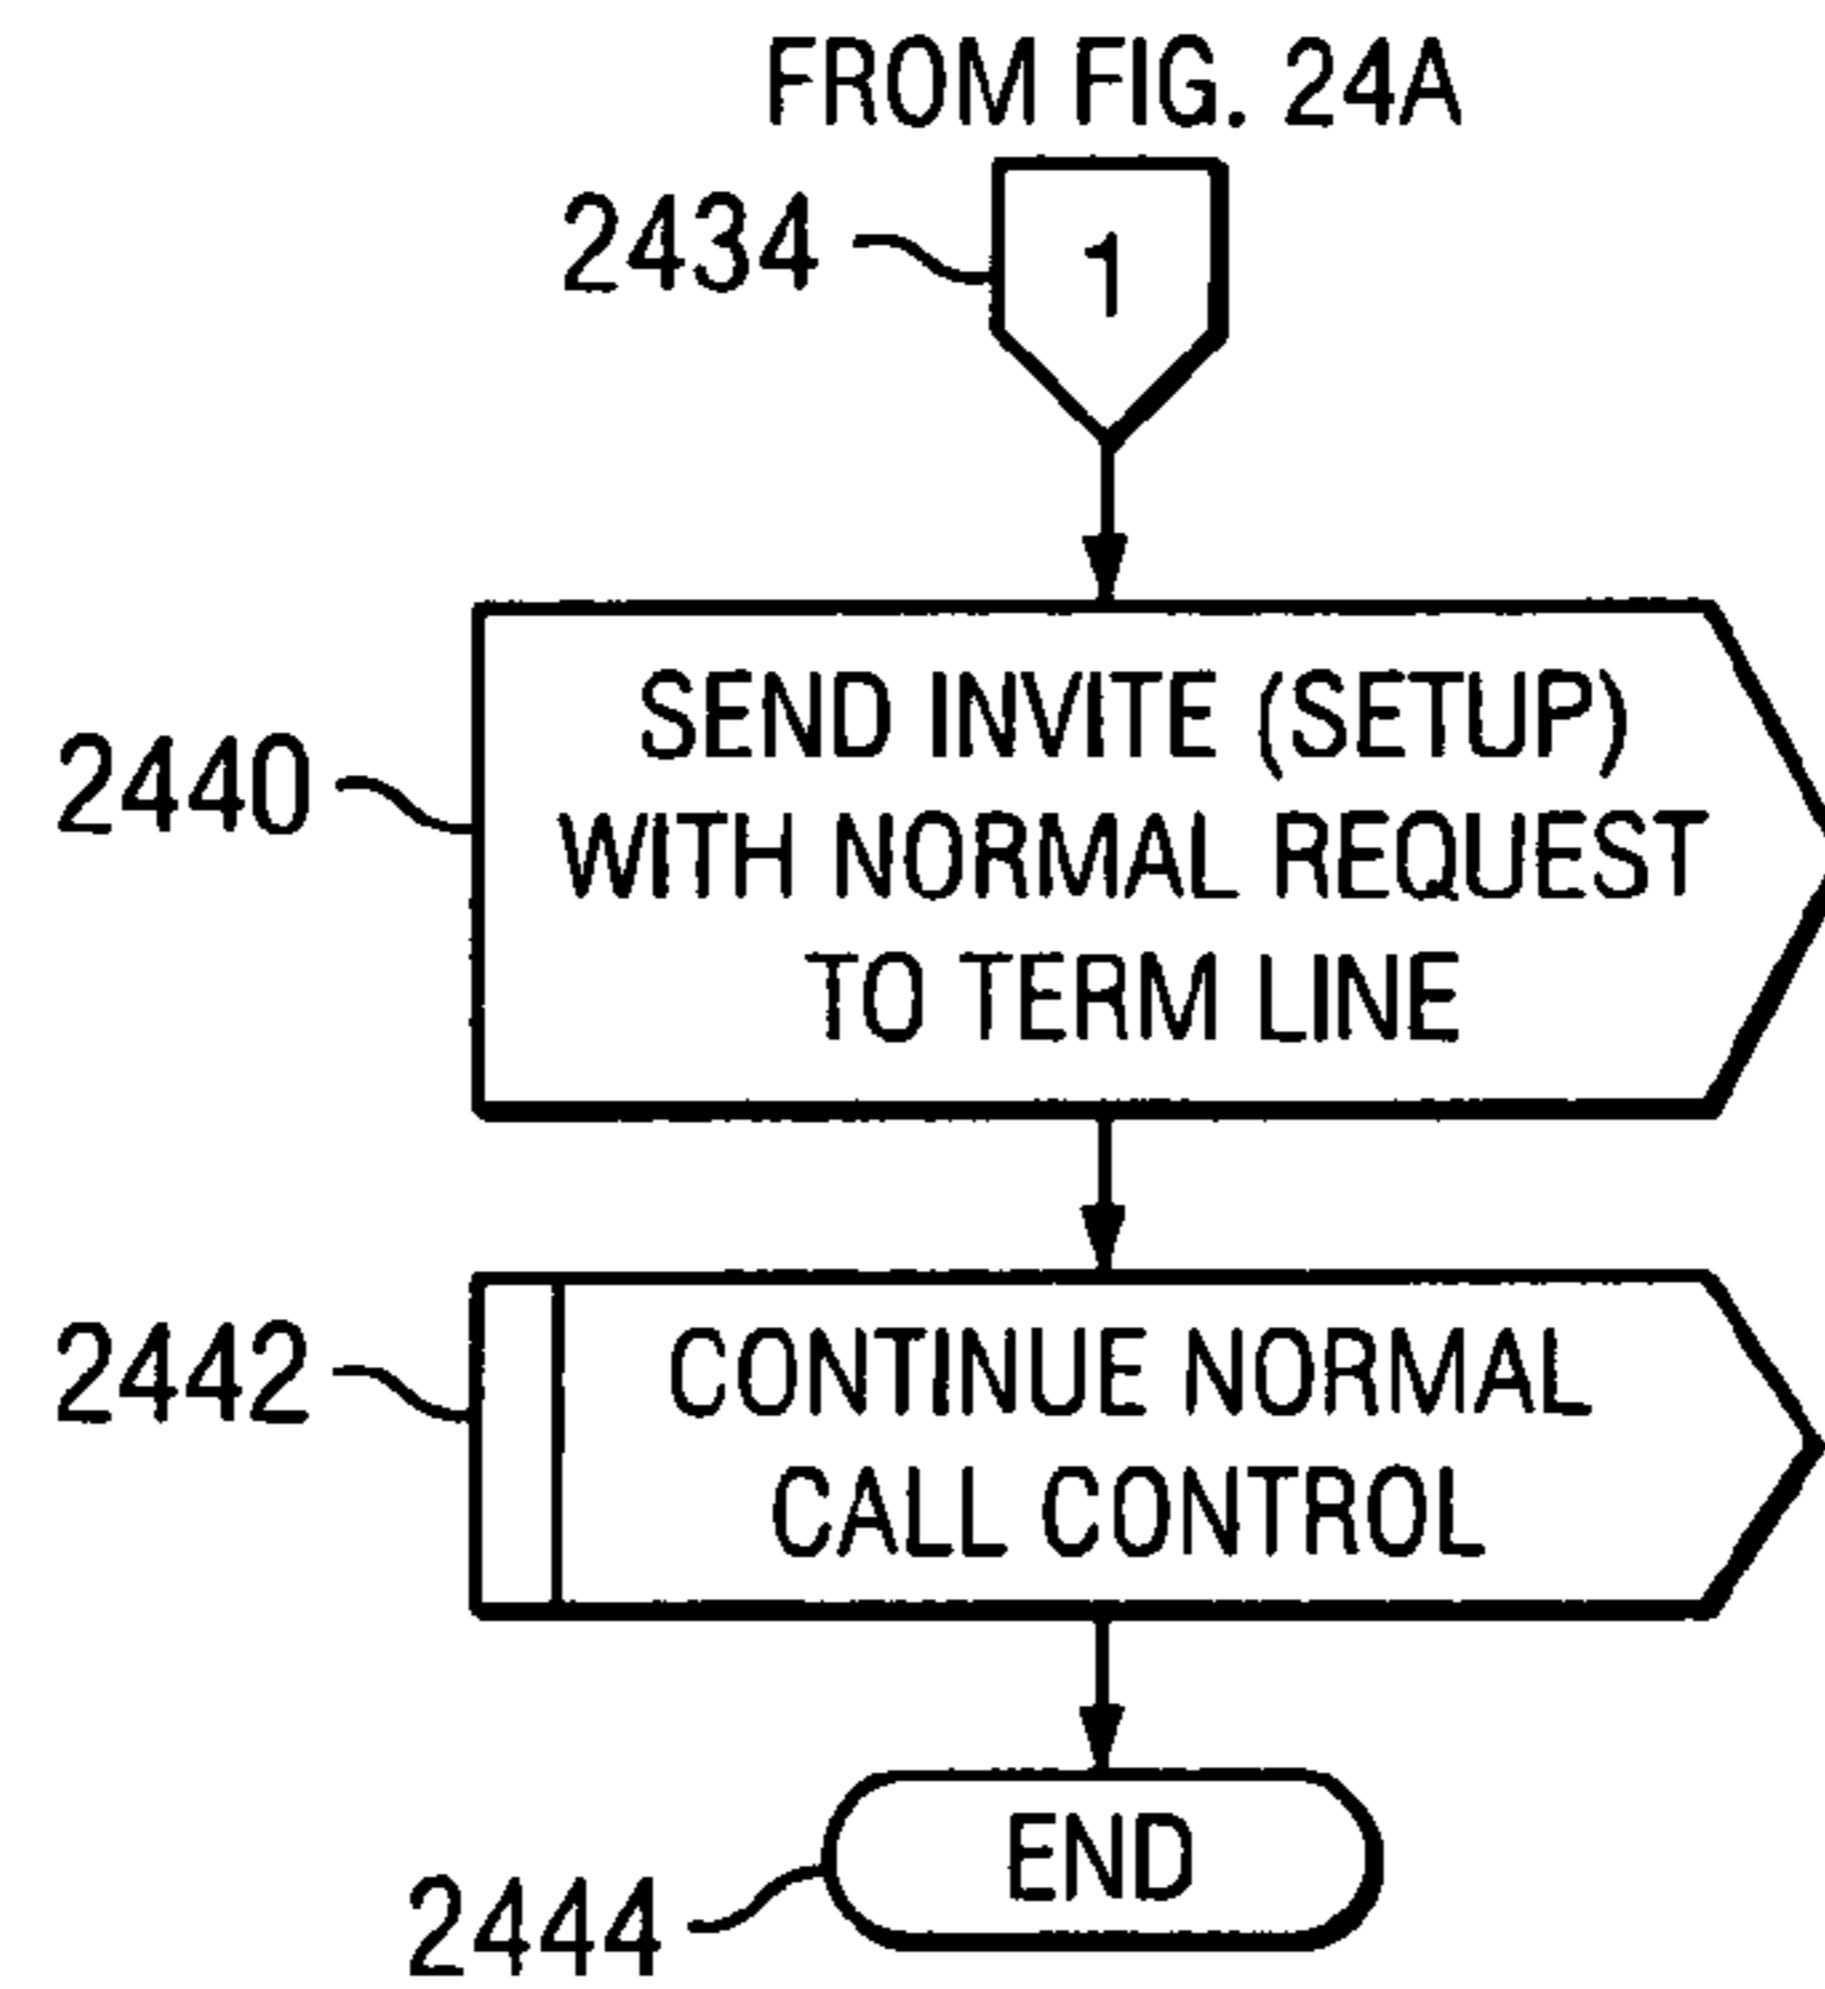 FROM FIG. 24A
2434
1
2440
SEND INVITE (SETUP)
WITH NORMAL REQUEST
TO TERM LINE
2442
CONTINUE NORMAL
CALL CONTROL
END
2444